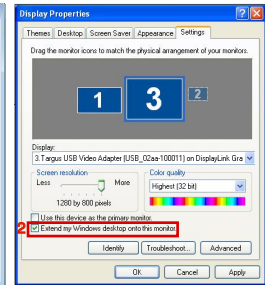 Display Properties
Themes Desktop Screen Saver Appearance Settings
Drag the monitor icons to match the physical arrangement of your monitors.
1 3 2
Display:
3. Targus USB Video Adapter (USB_02aa-100011) on DisplayLink Gra
Screen resolution
Less More
1280 by 800 pixels
Color quality
Highest (32 bit)
Use this device as the primary monitor.
2 Extend my Windows desktop onto this monitor.
Identify Troubleshoot... Advanced
OK Cancel Apply